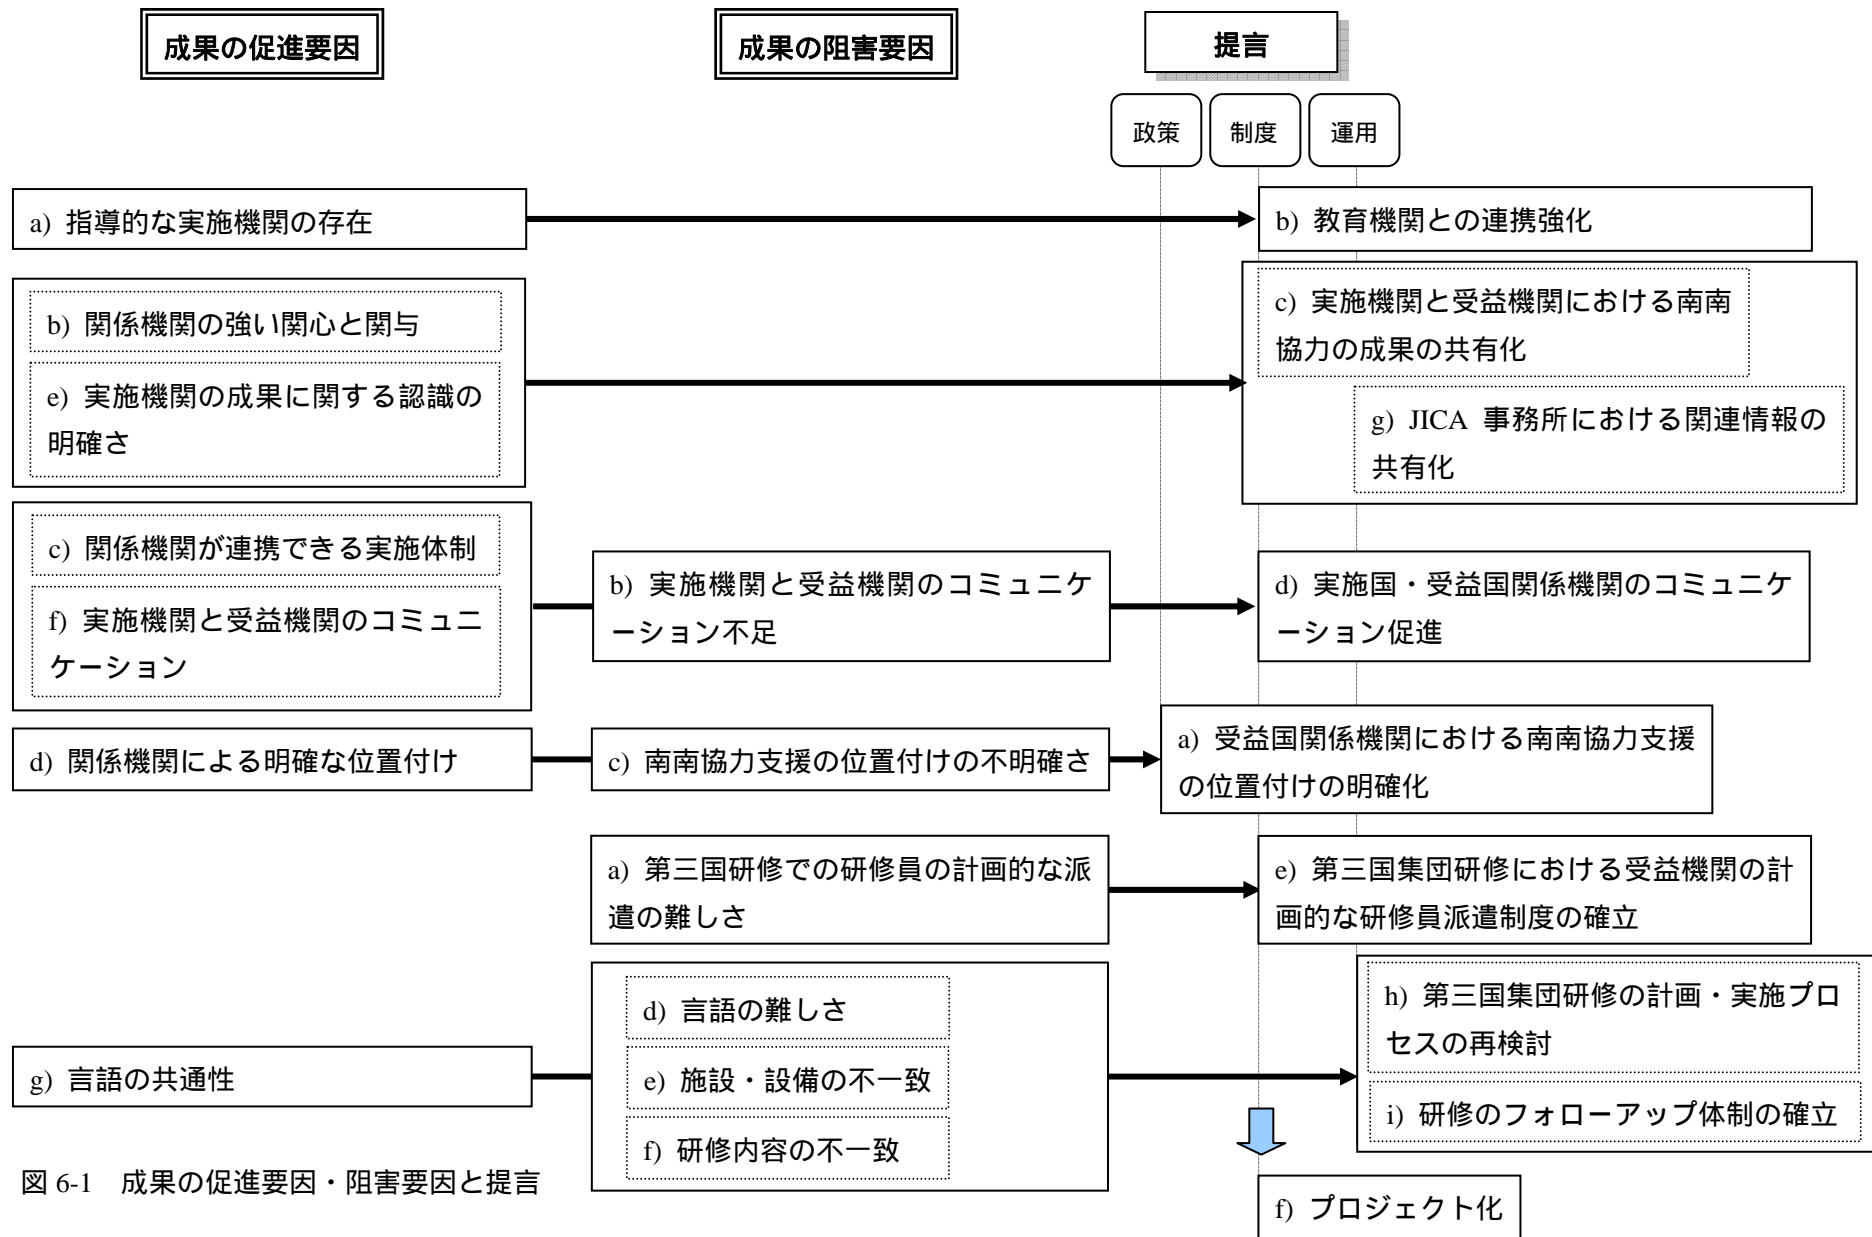 成果の促進要因
成果の阻害要因
提言
政策
制度
運用
a) 指導的な実施機関の存在
b) 教育機関との連携強化
b) 関係機関の強い関心と関与
e) 実施機関の成果に関する認識の
明確さ
c) 実施機関と受益機関における南南
協力の成果の共有化
g) JICA 事務所における関連情報の
共有化
c) 関係機関が連携できる実施体制
f) 実施機関と受益機関のコミュニ
ケーション
b) 実施機関と受益機関のコミュニケ
ーション不足
d) 実施国・受益国関係機関のコミュニケ
ーション促進
d) 関係機関による明確な位置付け
c) 南南協力支援の位置付けの不明確さ
a) 受益国関係機関における南南協力支援
の位置付けの明確化
a) 第三国研修での研修員の計画的な派
遣の難しさ
e) 第三国集団研修における受益機関の計
画的な研修員派遣制度の確立
g) 言語の共通性
d) 言語の難しさ
e) 施設・設備の不一致
f) 研修内容の不一致
h) 第三国集団研修の計画・実施プロ
セスの再検討
i) 研修のフォローアップ体制の確立
f) プロジェクト化
図 6-1 成果の促進要因・阻害要因と提言